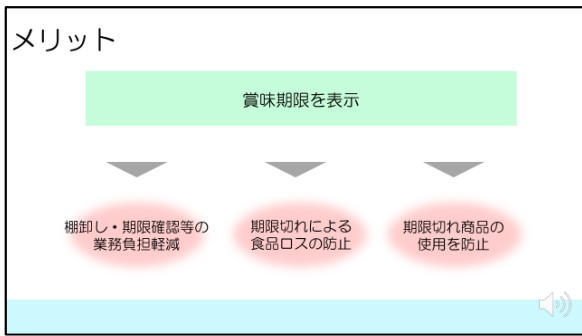 メリット
賞味期限を表示
棚卸し・期限確認等の
業務負担軽減
期限切れによる
食品ロスの防止
期限切れ商品の
使用を防止